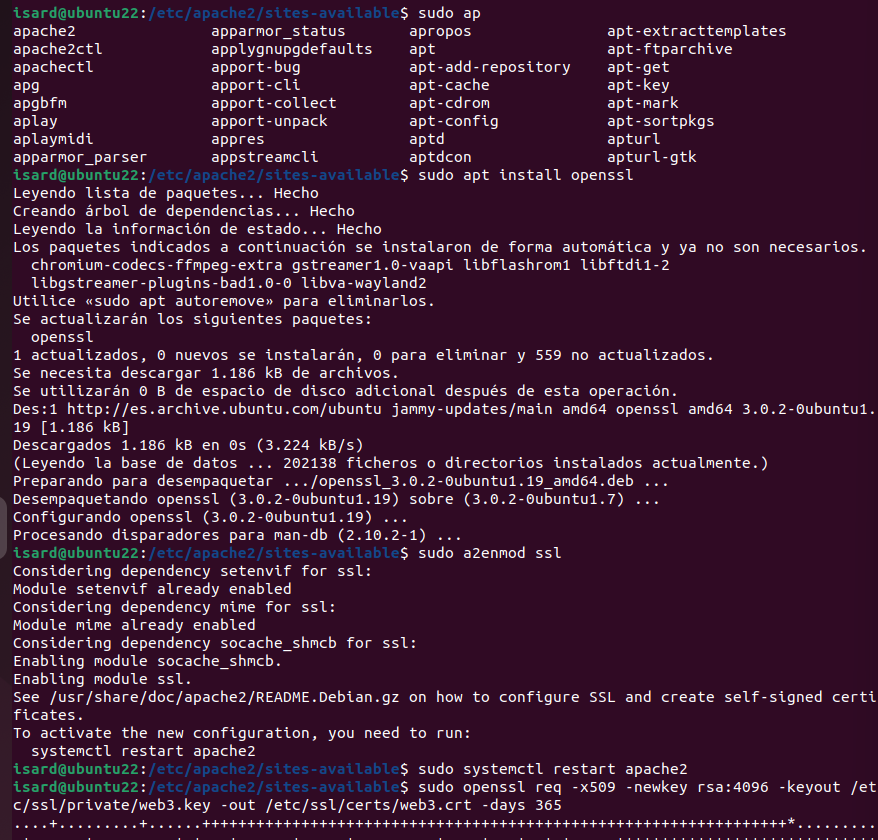 isard@ubuntu22:/etc/apache2/sites-available$ sudo ap
apache2 apparmor_status apropos apt-extracttemplates
apache2ctl applygnupgdefaults apt apt-ftparchive
apachectl apport-bug apt-add-repository apt-get
apg apport-cli apt-cache apt-key
apgbfm apport-collect apt-cdrom apt-mark
aplay apport-unpack apt-config apt-sortpkgs
aplaymidi appres aptd apturl
apparmor_parser appstreamcli aptdcon apturl-gtk
isard@ubuntu22:/etc/apache2/sites-available$ sudo apt install openssl
Leyendo lista de paquetes... Hecho
Creando árbol de dependencias... Hecho
Leyendo la información de estado... Hecho
Los paquetes indicados a continuación se instalaron de forma automática y ya no son necesarios.
chromium-codecs-ffmpeg-extra gstreamer1.0-vaapi libflashrom1 libftdi1-2
libgstreamer-plugins-bad1.0-0 libva-wayland2
Utilice «sudo apt autoremove» para eliminarlos.
Se actualizarán los siguientes paquetes:
openssl
1 actualizados, 0 nuevos se instalarán, 0 para eliminar y 559 no actualizados.
Se necesita descargar 1.186 kB de archivos.
Se utilizarán 0 B de espacio de disco adicional después de esta operación.
Des:1 http://es.archive.ubuntu.com/ubuntu jammy-updates/main amd64 openssl amd64 3.0.2-0ubuntu1.
19 [1.186 kB]
Descargados 1.186 kB en 0s (3.224 kB/s)
(Leyendo la base de datos ... 202138 ficheros o directorios instalados actualmente.)
Preparando para desempaquetar .../openssl_3.0.2-0ubuntu1.19_amd64.deb ...
Desempaquetando openssl (3.0.2-0ubuntu1.19) sobre (3.0.2-0ubuntu1.7) ...
Configurando openssl (3.0.2-0ubuntu1.19) ...
Procesando disparadores para man-db (2.10.2-1) ...
isard@ubuntu22:/etc/apache2/sites-available$ sudo a2enmod ssl
Considering dependency setenvif for ssl:
Module setenvif already enabled
Considering dependency mime for ssl:
Module mime already enabled
Considering dependency socache_shmcb for ssl:
Enabling module socache_shmcb.
Enabling module ssl.
See /usr/share/doc/apache2/README.Debian.gz on how to configure SSL and create self-signed certi
ficates.
To activate the new configuration, you need to run:
systemctl restart apache2
isard@ubuntu22:/etc/apache2/sites-available$ sudo systemctl restart apache2
isard@ubuntu22:/etc/apache2/sites-available$ sudo openssl req -x509 -newkey rsa:4096 -keyout /et
c/ssl/private/web3.key -out /etc/ssl/certs/web3.crt -days 365
....+.........+......+++++++++++++++++++++++++++++++++++++++++++++++++++++++++++++++++*.........